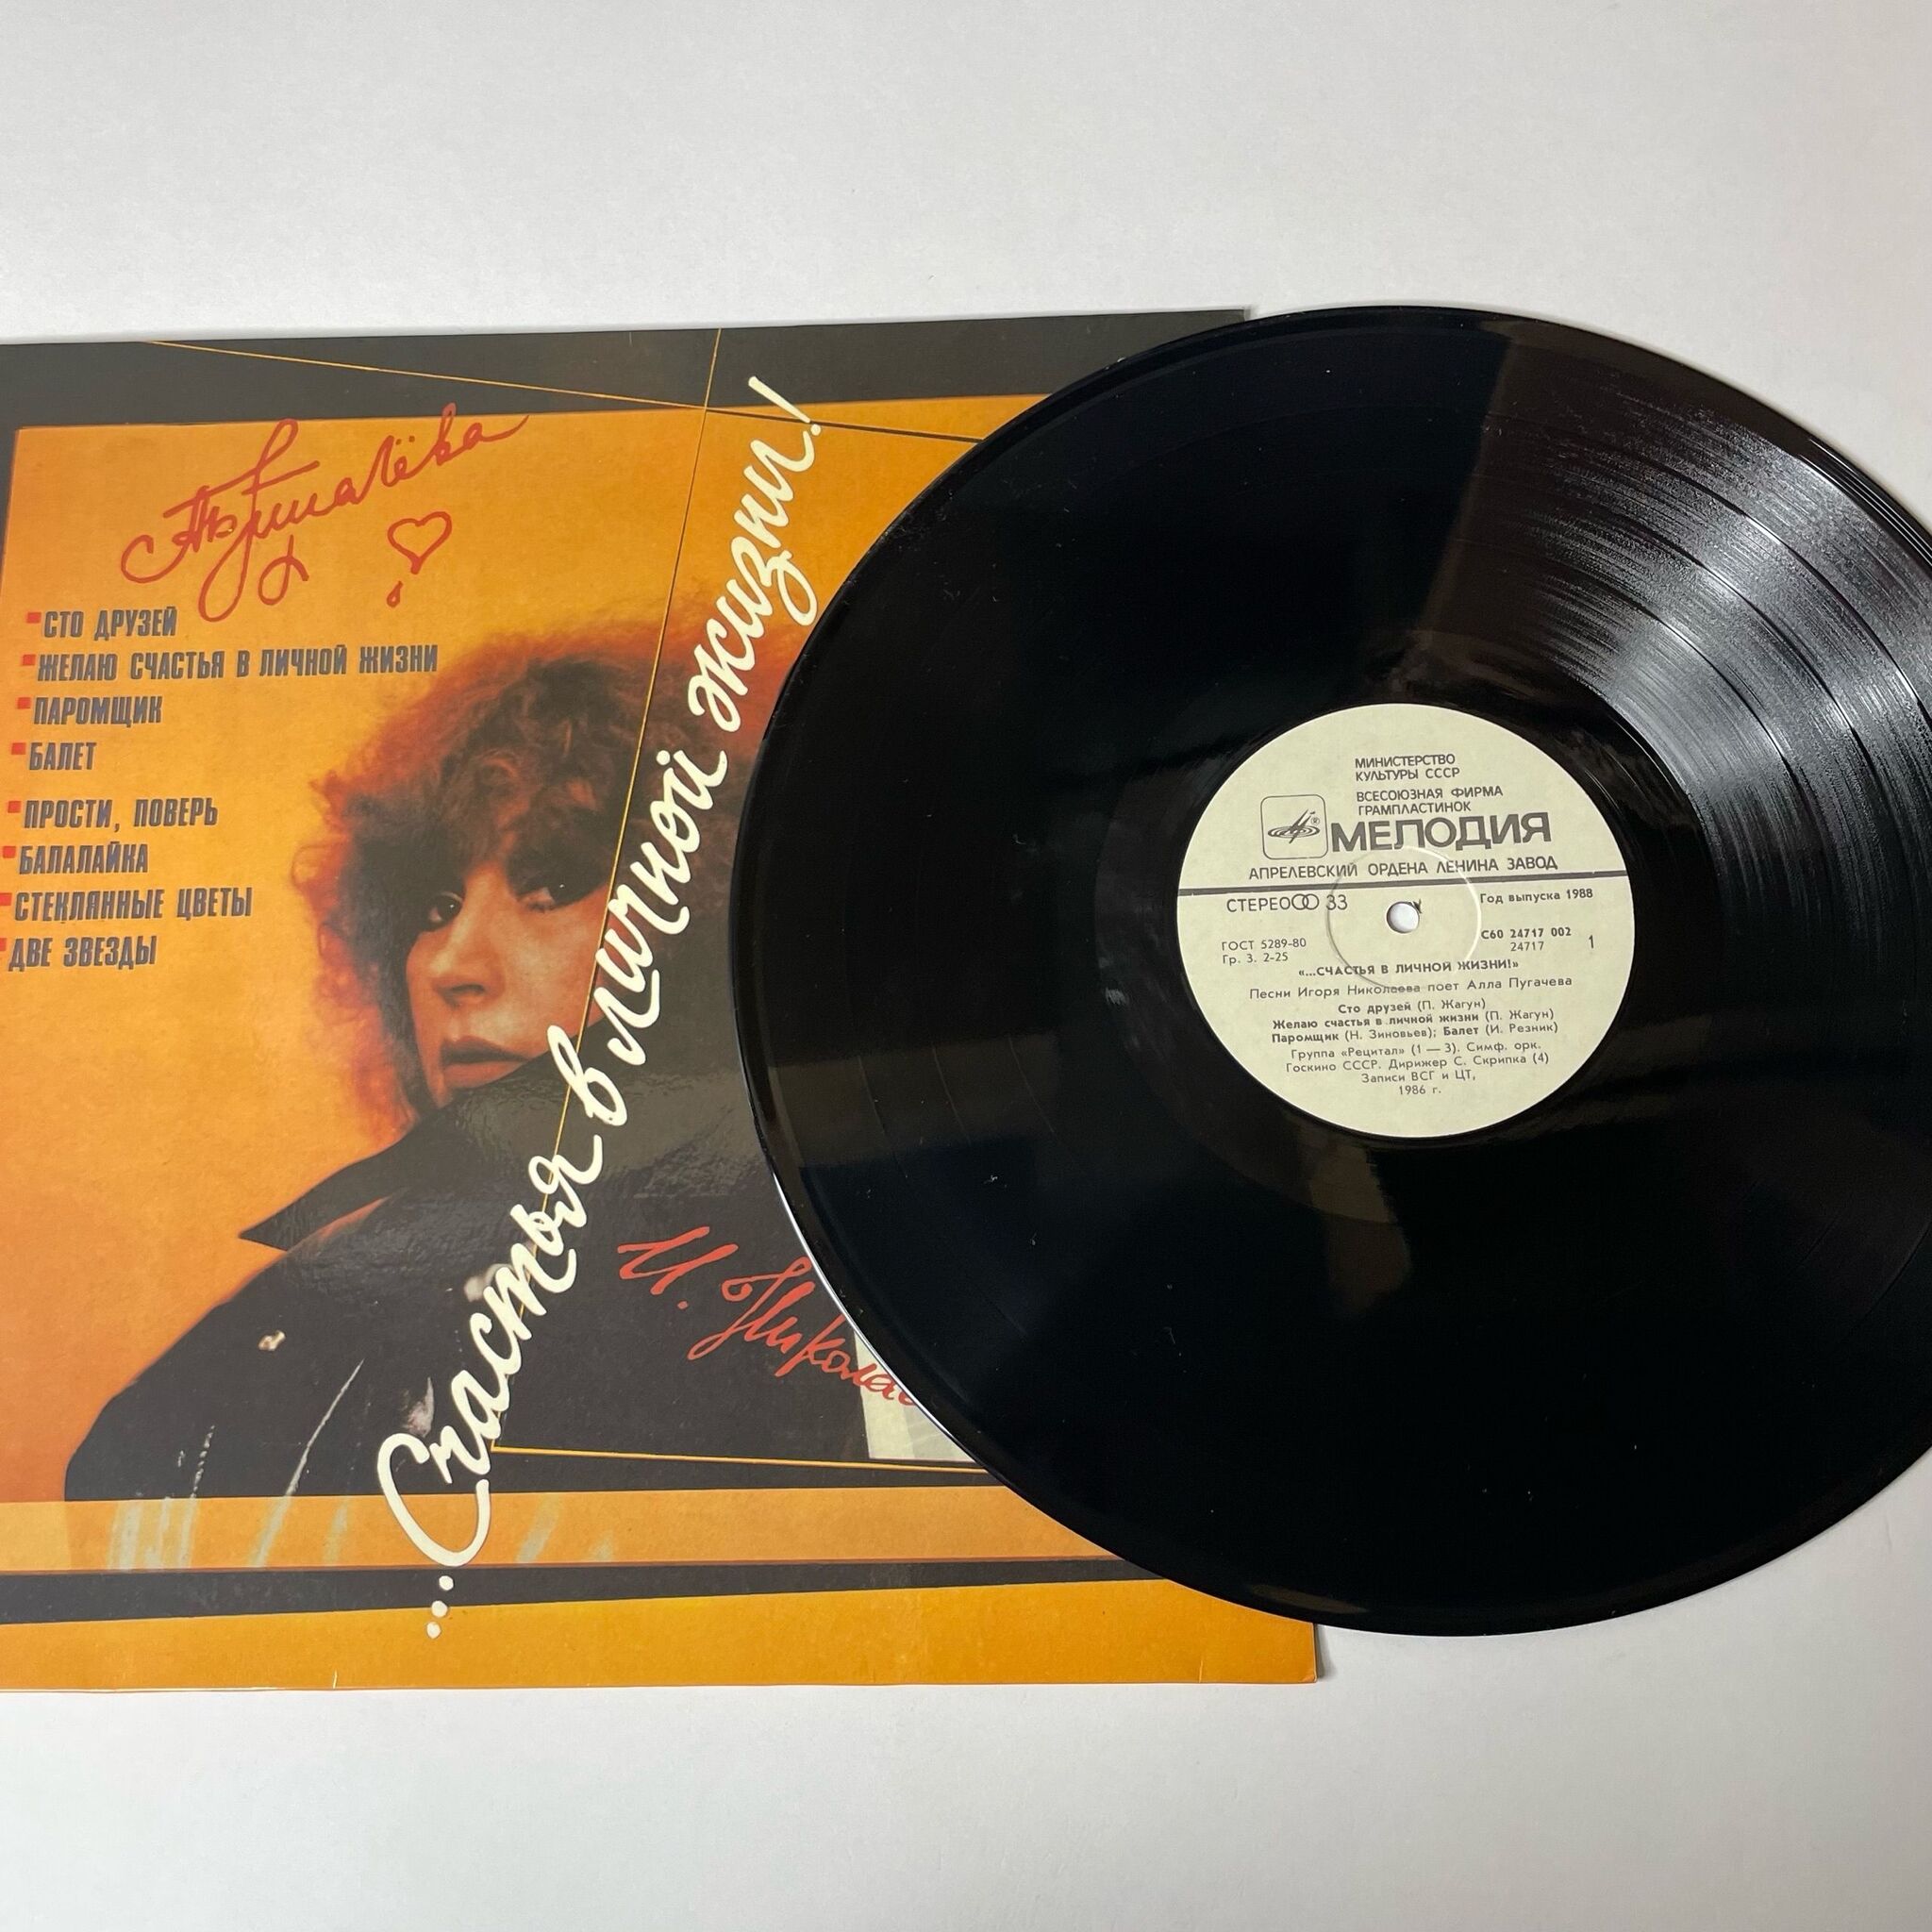 Пугачёва
СТО ДРУЗЕЙ
ЖЕЛАЮ СЧАСТЬЯ В ЛИЧНОЙ ЖИЗНИ
ПАРОМЩИК
БАЛЕТ
ПРОСТИ, ПОВЕРЬ
БАЛАЛАЙКА
СТЕКЛЯННЫЕ ЦВЕТЫ
ДВЕ ЗВЕЗДЫ
...Счастья в личной жизни!
И. Никола
МИНИСТЕРСТВО
КУЛЬТУРЫ СССР
ВСЕСОЮЗНАЯ ФИРМА
ГРАМПЛАСТИНОК
®
МЕЛОДИЯ
АПРЕЛЕВСКИЙ ОРДЕНА ЛЕНИНА ЗАВОД
СТЕРЕО 33
Год выпуска 1988
ГОСТ 5289-80
Гр. 3. 2-25
С60 24717 002
24717
1
«...СЧАСТЬЯ В ЛИЧНОЙ ЖИЗНИ!»
Песни Игоря Николаева поет Алла Пугачева
Сто друзей (П. Жагун)
Желаю счастья в личной жизни (П. Жагун)
Паромщик (Н. Зиновьев); Балет (И. Резник)
Группа «Рецитал» (1 — 3). Симф. орк.
Госкино СССР. Дирижер С. Скрипка (4)
Записи ВСГ и ЦТ,
1986 г.